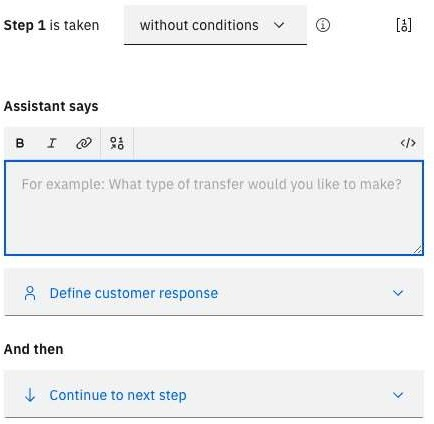 Step 1 is taken without conditions
Assistant says
B I </>
For example: What type of transfer would you like to make?
Define customer response
And then
Continue to next step